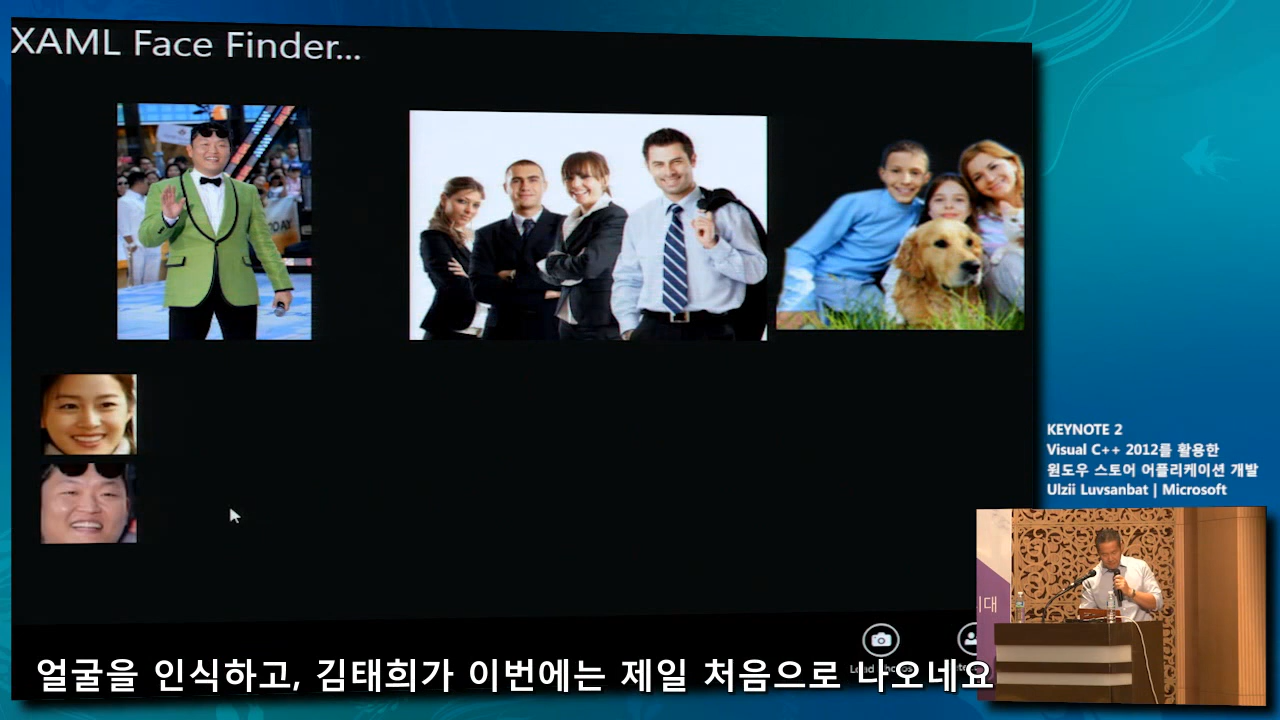 XAML Face Finder...
KEYNOTE 2
Visual C++ 2012를 활용한
윈도우 스토어 어플리케이션 개발
Ulzii Luvsanbat | Microsoft
시대
얼굴을 인식하고, 김태희가 이번에는 제일 처음으로 나오네요